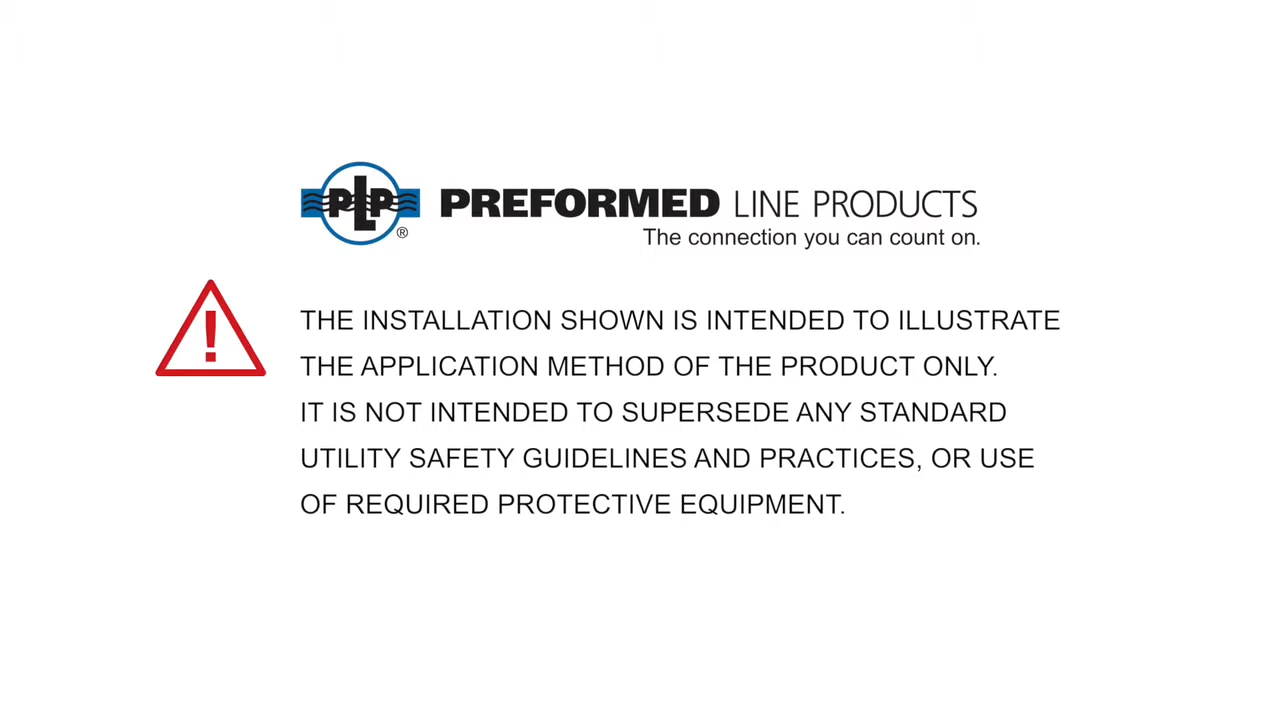 PLP®
PREFORMED LINE PRODUCTS
The connection you can count on.
!
THE INSTALLATION SHOWN IS INTENDED TO ILLUSTRATE
THE APPLICATION METHOD OF THE PRODUCT ONLY.
IT IS NOT INTENDED TO SUPERSEDE ANY STANDARD
UTILITY SAFETY GUIDELINES AND PRACTICES, OR USE
OF REQUIRED PROTECTIVE EQUIPMENT.